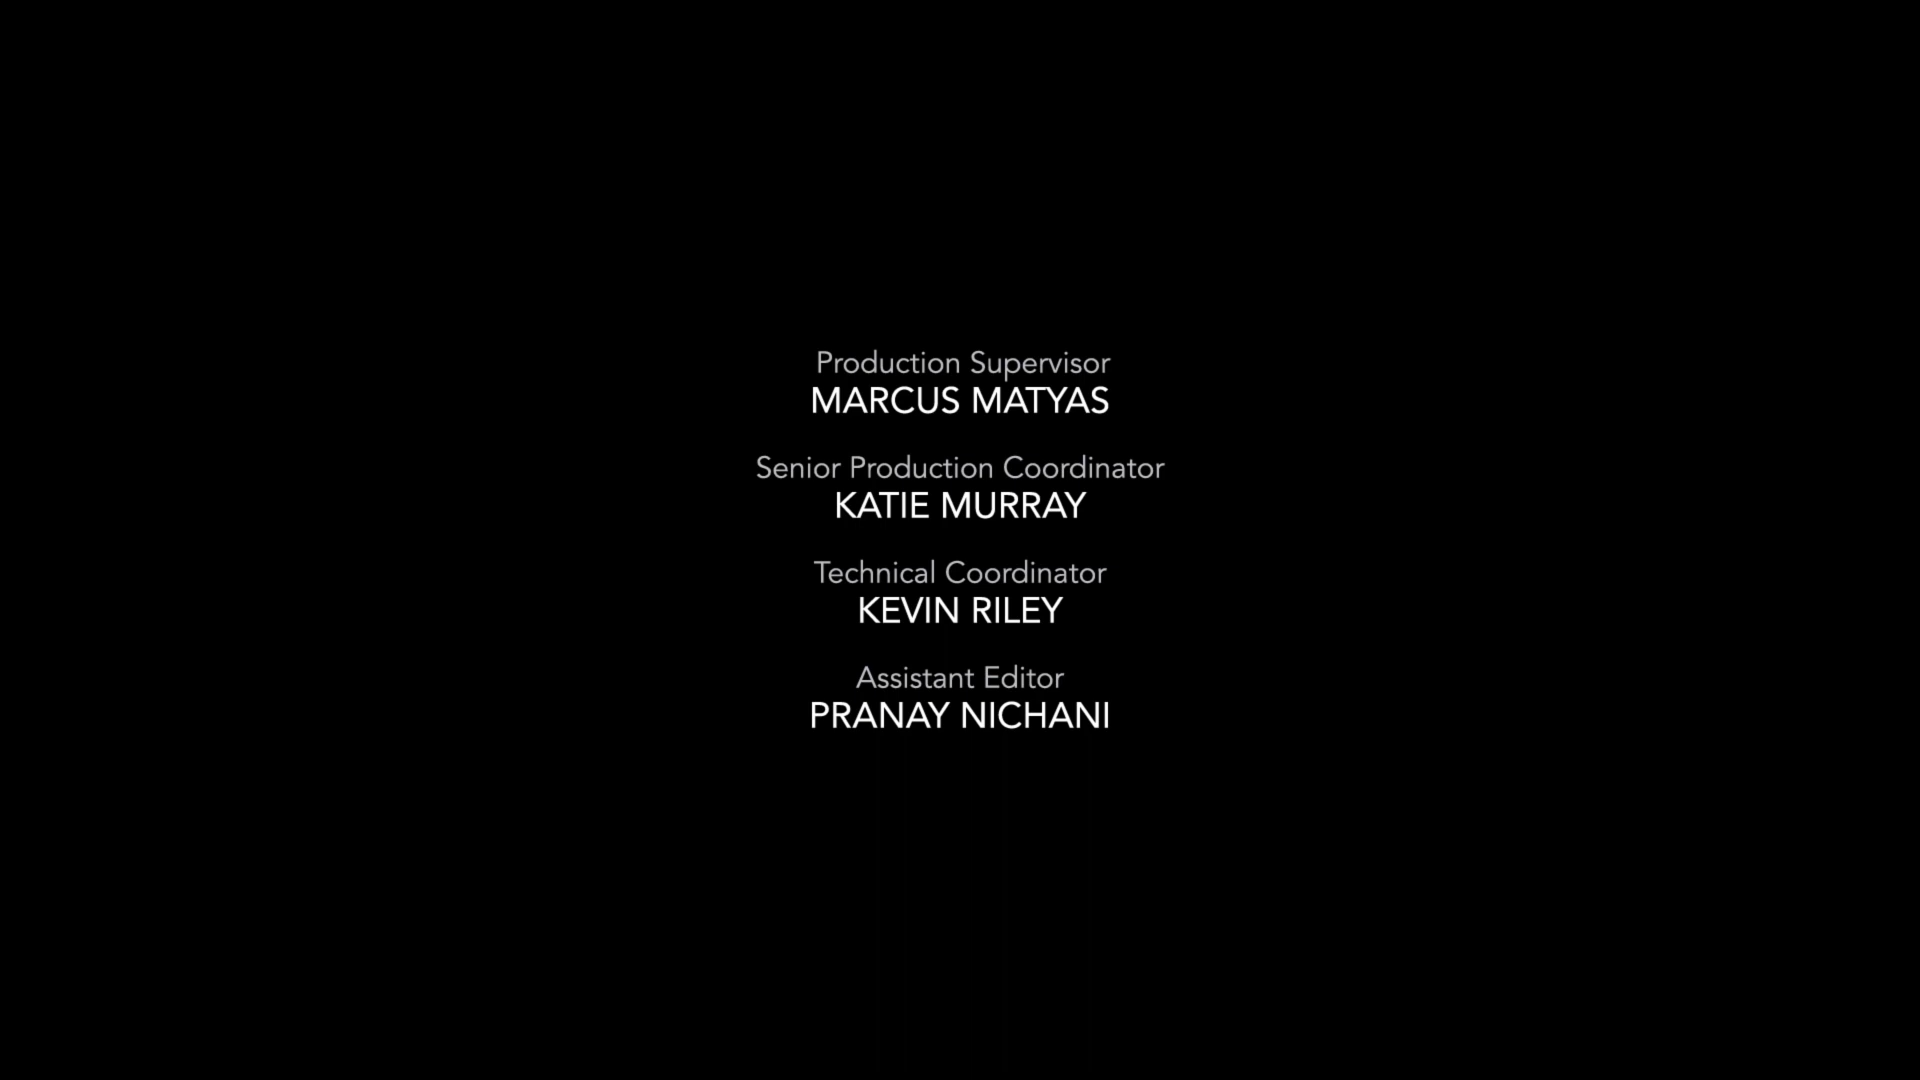 Production Supervisor
MARCUS MATYAS
Senior Production Coordinator
KATIE MURRAY
Technical Coordinator
KEVIN RILEY
Assistant Editor
PRANAY NICHANI